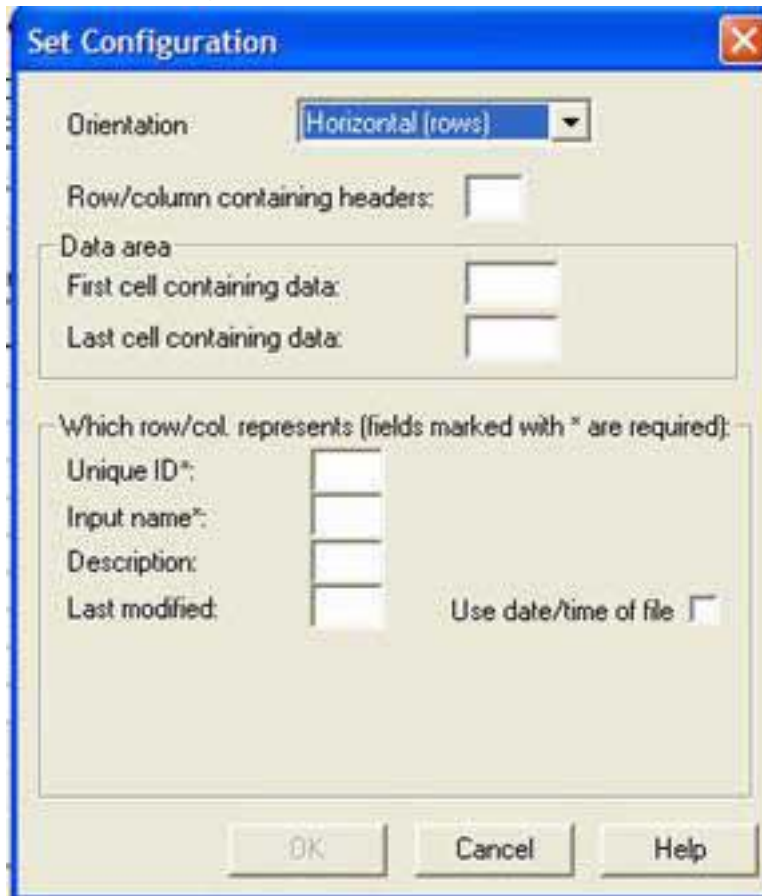 Set Configuration
Orientation Horizontal (rows)
Row/column containing headers:
Data area
First cell containing data:
Last cell containing data:
Which row/col. represents (fields marked with * are required):
Unique ID*:
Input name*:
Description:
Last modified: Use date/time of file
OK Cancel Help